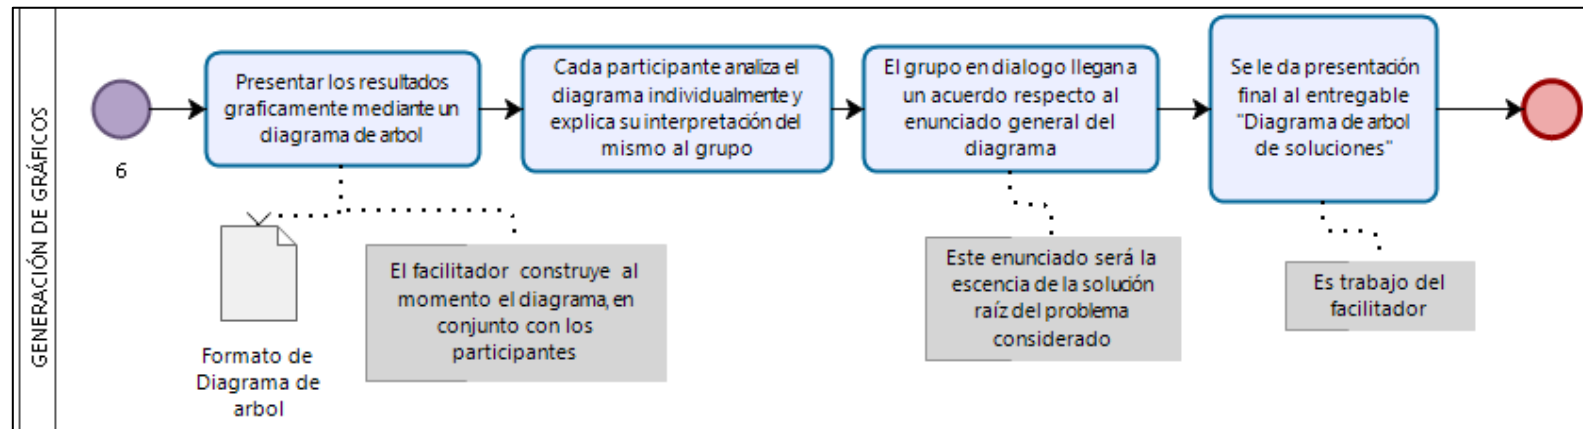 GENERACIÓN DE GRÁFICOS
6
Presentar los resultados
graficamente mediante un
diagrama de arbol
Formato de
Diagrama de
arbol
El facilitador construye al
momento el diagrama, en
conjunto con los
participantes
Cada participante analiza el
diagrama individualmente y
explica su interpretación del
mismo al grupo
El grupo en dialogo llegan a
un acuerdo respecto al
enunciado general del
diagrama
Este enunciado será la
escencia de la solución
raíz del problema
considerado
Se le da presentación
final al entregable
"Diagrama de arbol
de soluciones"
Es trabajo del
facilitador